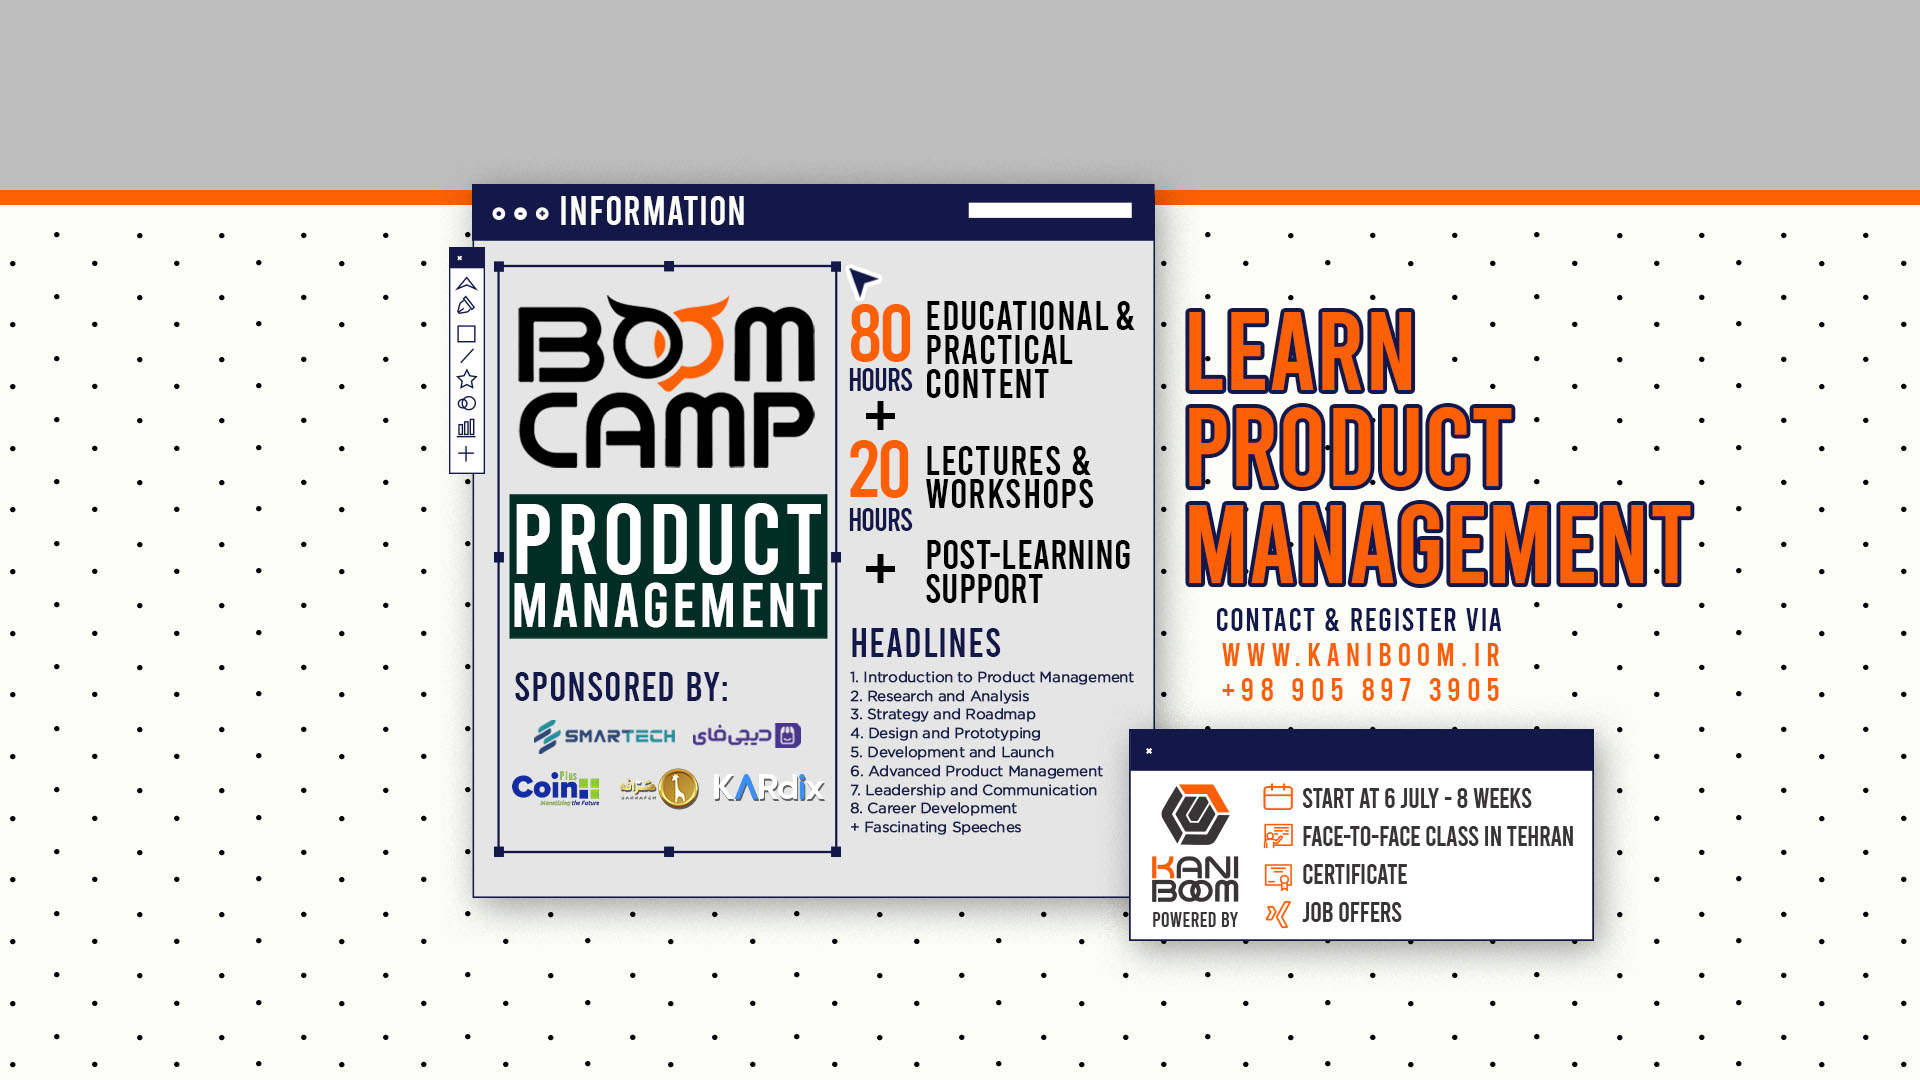 INFORMATION
BOOM
CAMP
PRODUCT
MANAGEMENT
SPONSORED BY:
SMARTECH
دیجی‌فای
Coin Plus
Monetizing the Future
کرافه
KARRAFEH
KARdix
80
HOURS
EDUCATIONAL &
PRACTICAL
CONTENT
+
20
HOURS
LECTURES &
WORKSHOPS
+
POST-LEARNING
SUPPORT
HEADLINES
1. Introduction to Product Management
2. Research and Analysis
3. Strategy and Roadmap
4. Design and Prototyping
5. Development and Launch
6. Advanced Product Management
7. Leadership and Communication
8. Career Development
+ Fascinating Speeches
LEARN
PRODUCT
MANAGEMENT
CONTACT & REGISTER VIA
WWW.KANIBOOM.IR
+98 905 897 3905
KANI
BOOM
POWERED BY
START AT 6 JULY - 8 WEEKS
FACE-TO-FACE CLASS IN TEHRAN
CERTIFICATE
JOB OFFERS